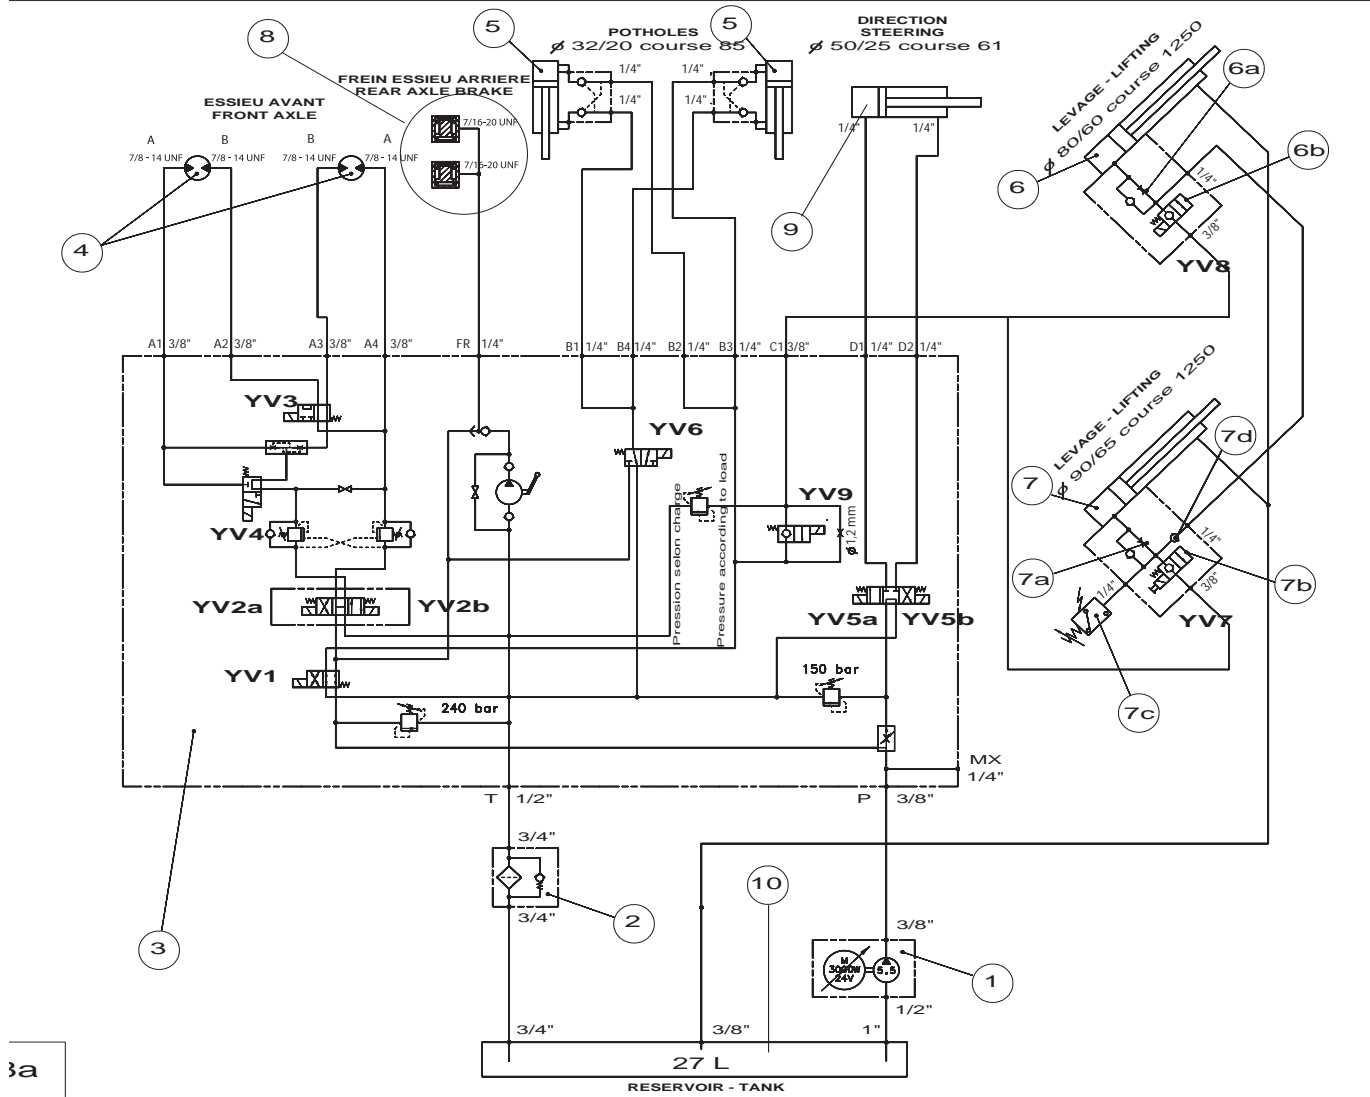 8
5
POTHOLES
ø 32/20 course 85
5
DIRECTION
STEERING
ø 50/25 course 61
LEVAGE - LIFTING
ø 80/60 course 1250
6a
6b
6
1/4"
3/8"
YV8
FREIN ESSIEU ARRIERE
REAR AXLE BRAKE
7/16-20 UNF
7/16-20 UNF
1/4"
1/4"
1/4"
1/4"
1/4"
1/4"
9
ESSIEU AVANT
FRONT AXLE
A B B A
7/8 - 14 UNF 7/8 - 14 UNF 7/8 - 14 UNF 7/8 - 14 UNF
4
A1 3/8" A2 3/8" A3 3/8" A4 3/8" FR 1/4" B1 1/4" B4 1/4" B2 1/4" B3 1/4" C1 3/8" D1 1/4" D2 1/4"
LEVAGE - LIFTING
ø 90/65 course 1250
7d
7
7a
7b
1/4"
1/4"
3/8"
YV7
7c
YV3
YV6
YV9
ø 1,2 mm
Pression selon charge
Pressure according to load
YV4
YV2a YV2b
YV5a YV5b
YV1
150 bar
240 bar
MX
1/4"
T 1/2"
P 3/8"
3/4"
2
3/4"
3
10
3/8"
M
3000W
24V
5.5
1
1/2"
3/4" 3/8" 1"
27 L
RESERVOIR - TANK
3a